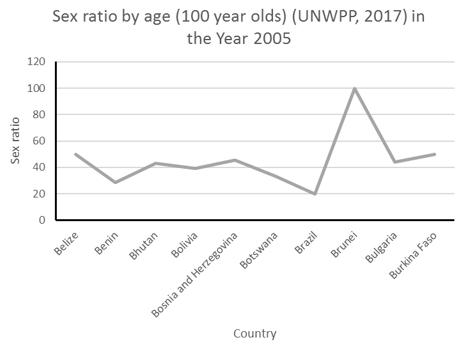 Sex ratio by age (100 year olds) (UNWPP, 2017) in
the Year 2005
120
100
80
60
40
20
0
Sex ratio
Belize
Benin
Bhutan
Bolivia
Bosnia and Herzegovina
Botswana
Brazil
Brunei
Bulgaria
Burkina Faso
Country